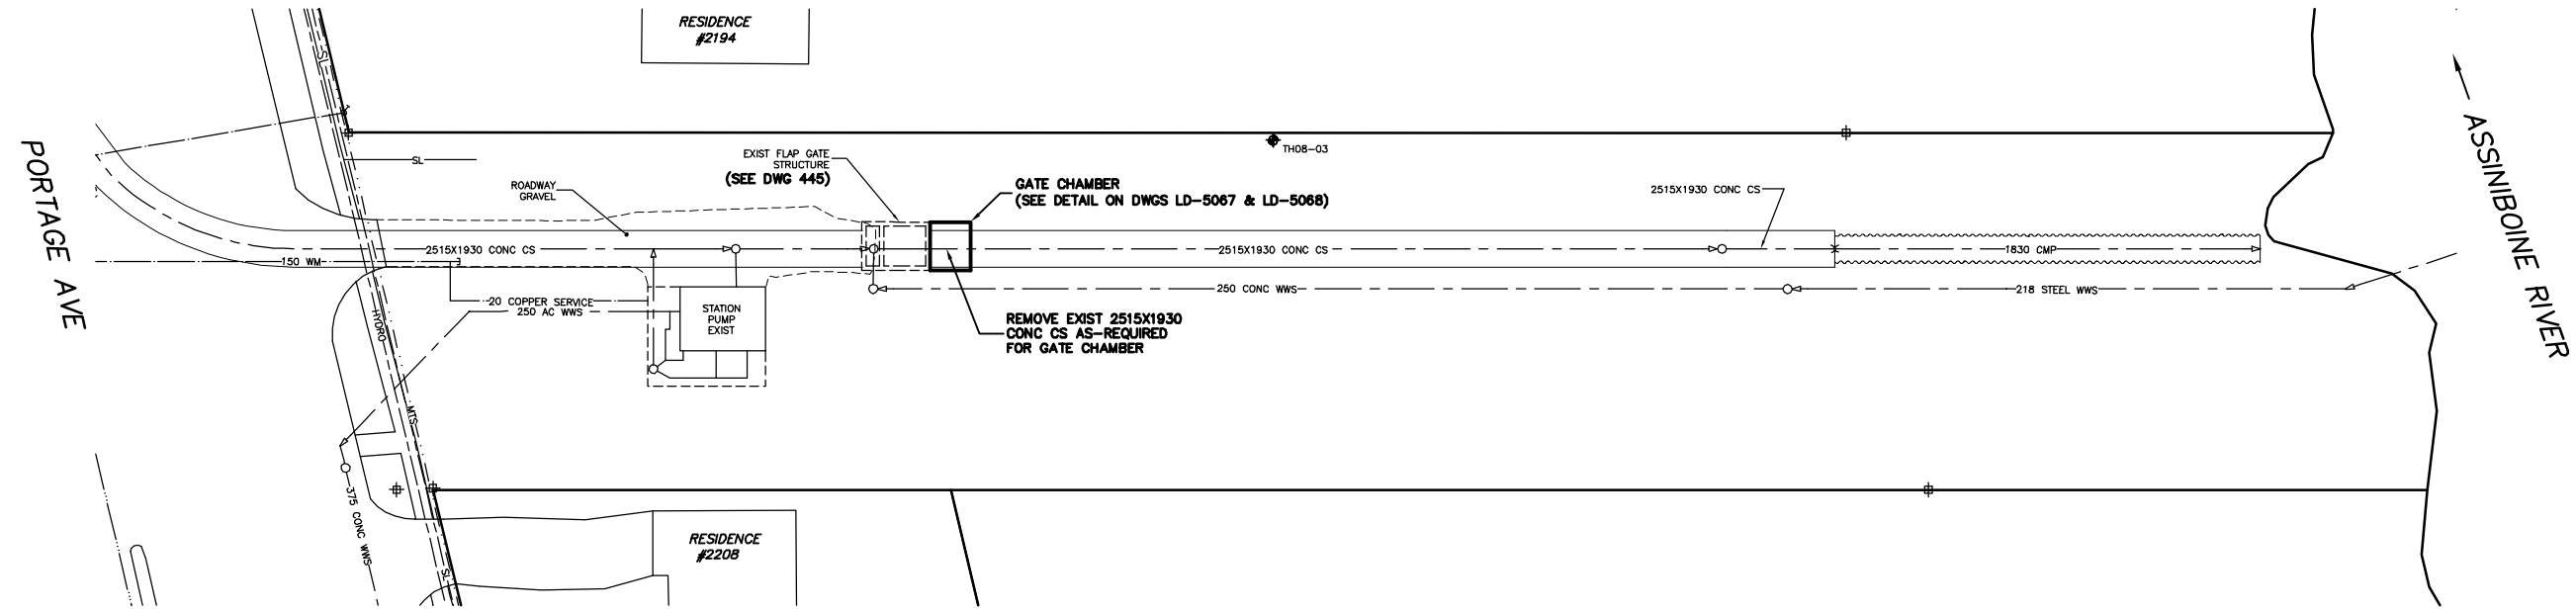 RESIDENCE
#2194
PORTAGE AVE
SL
SL
EXIST FLAP GATE
STRUCTURE
(SEE DWG 445)
TH08-03
ROADWAY
GRAVEL
GATE CHAMBER
(SEE DETAIL ON DWGS LD-5067 & LD-5068)
2515X1930 CONC CS
ASSINIBOINE RIVER
2515X1930 CONC CS
2515X1930 CONC CS
1830 CMP
150 WM
250 CONC WWS
218 STEEL WWS
20 COPPER SERVICE
250 AC WWS
STATION
PUMP
EXIST
HYDRO
REMOVE EXIST 2515X1930
CONC CS AS-REQUIRED
FOR GATE CHAMBER
MTS
375 CONC WWS
RESIDENCE
#2208
SL